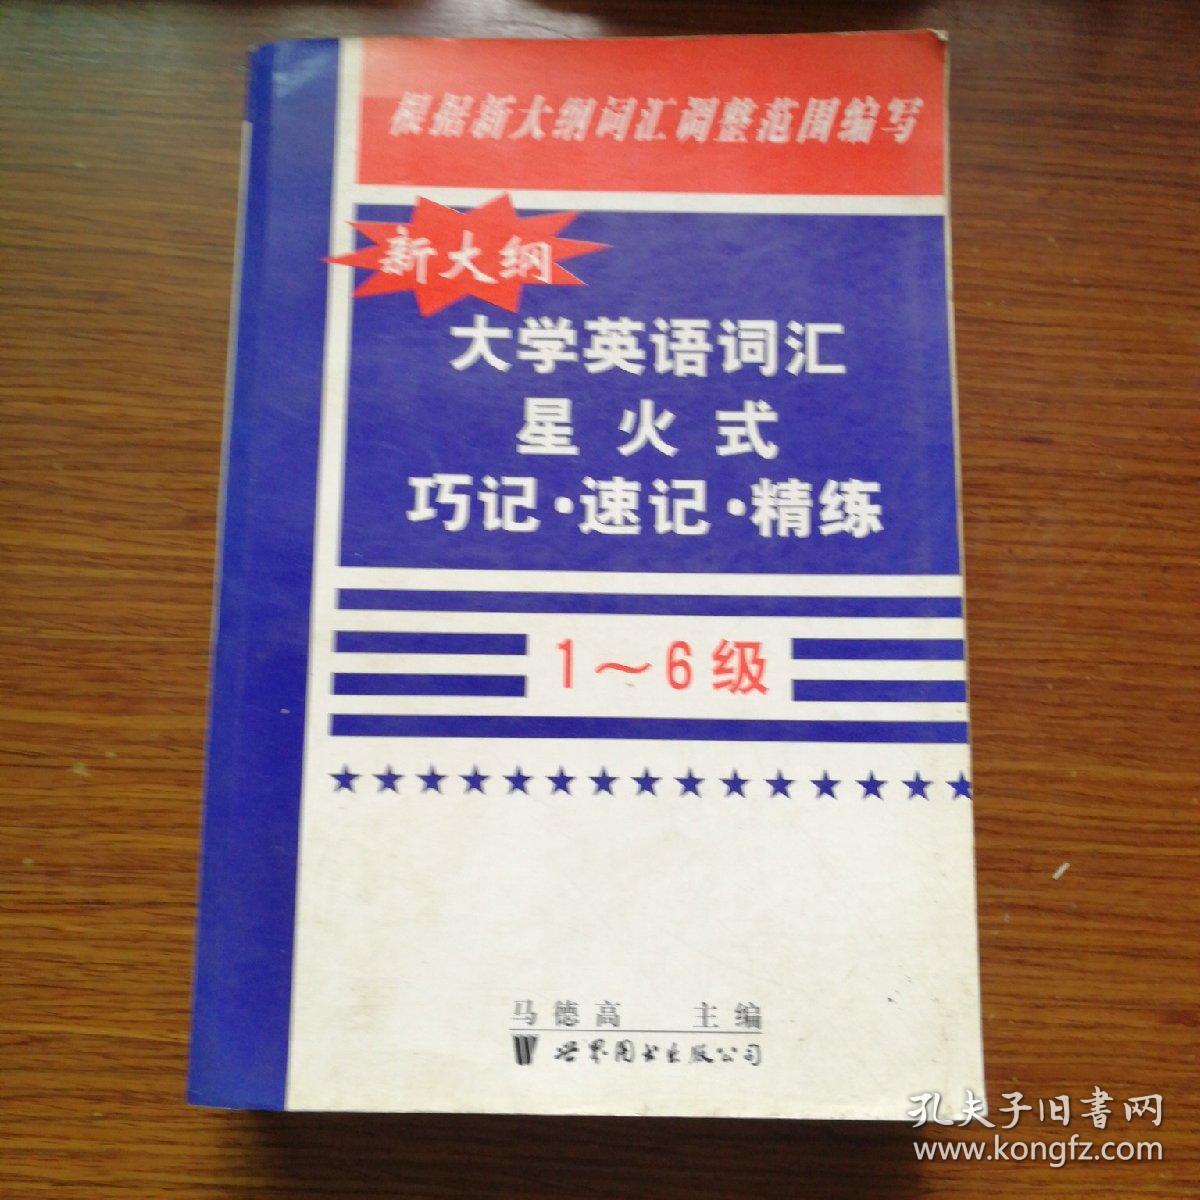 根据新大纲词汇调整范围编写
新大纲
大学英语词汇
星火式
巧记·速记·精练
1～6级
马德高 主编
W 世界图书出版公司
孔夫子旧书网
www.kongfz.com